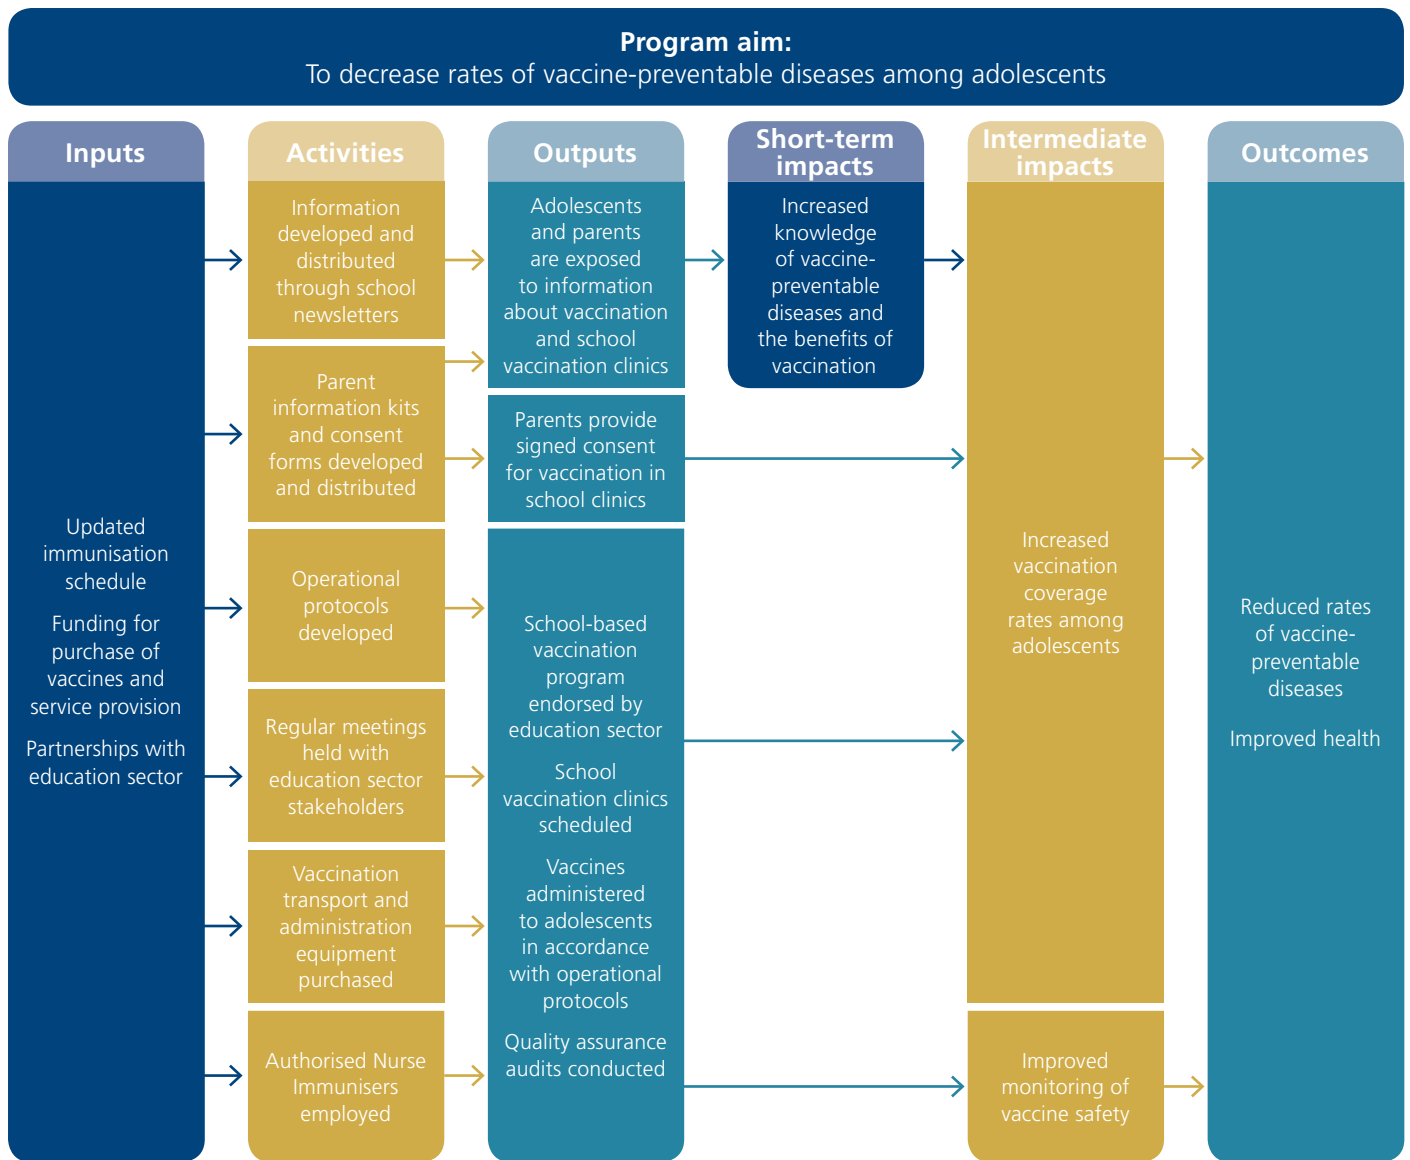 Program aim:
To decrease rates of vaccine-preventable diseases among adolescents
Inputs
Updated
immunisation
schedule
Funding for
purchase of
vaccines and
service provision
Partnerships with
education sector
Activities
Information
developed and
distributed
through school
newsletters
Parent
information kits
and consent
forms developed
and distributed
Operational
protocols
developed
Regular meetings
held with
education sector
stakeholders
Vaccination
transport and
administration
equipment
purchased
Authorised Nurse
Immunisers
employed
Outputs
Adolescents
and parents
are exposed
to information
about vaccination
and school
vaccination clinics
Parents provide
signed consent
for vaccination in
school clinics
School-based
vaccination
program
endorsed by
education sector
School
vaccination clinics
scheduled
Vaccines
administered
to adolescents
in accordance
with operational
protocols
Quality assurance
audits conducted
Short-term
impacts
Increased
knowledge
of vaccine-
preventable
diseases and
the benefits of
vaccination
Intermediate
impacts
Increased
vaccination
coverage
rates among
adolescents
Improved
monitoring of
vaccine safety
Outcomes
Reduced rates
of vaccine-
preventable
diseases
Improved health